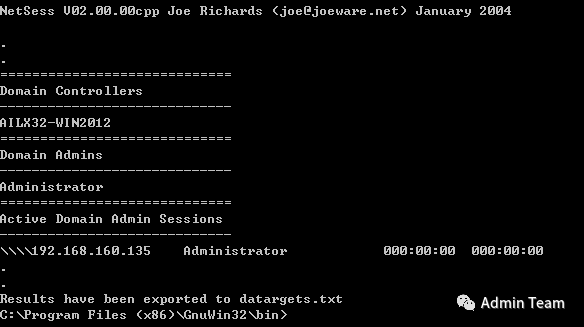 NetSess V02.00.00cpp Joe Richards (joe@joeware.net) January 2004
.
.
=============================
Domain Controllers
-----------------------------
AILX32-WIN2012
=============================
Domain Admins
-----------------------------
Administrator
=============================
Active Domain Admin Sessions
-----------------------------
\\\\192.168.160.135    Administrator               000:00:00  000:00:00
.
.
Results have been exported to datargets.txt
C:\Program Files (x86)\GnuWin32\bin>
Admin Team